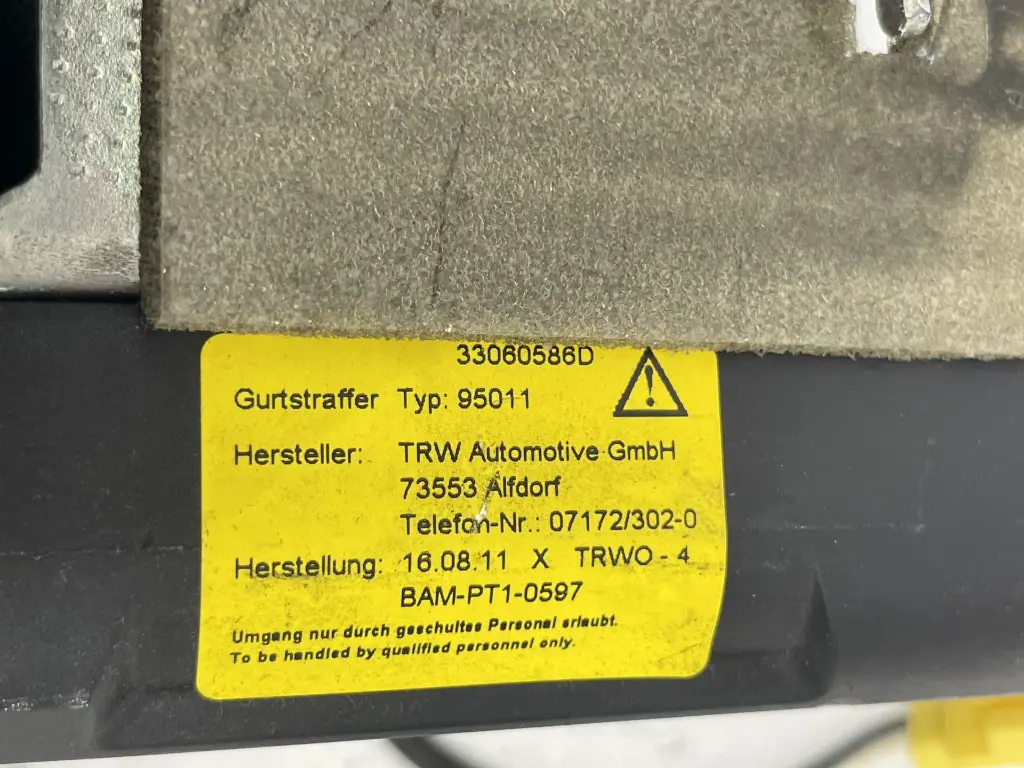 33060586D
Gurtstraffer Typ: 95011
Hersteller: TRW Automotive GmbH
73553 Alfdorf
Telefon-Nr.: 07172/302-0
Herstellung: 16.08.11 X TRWO - 4
BAM-PT1-0597
Umgang nur durch geschultes Personal erlaubt.
To be handled by qualified personnel only.